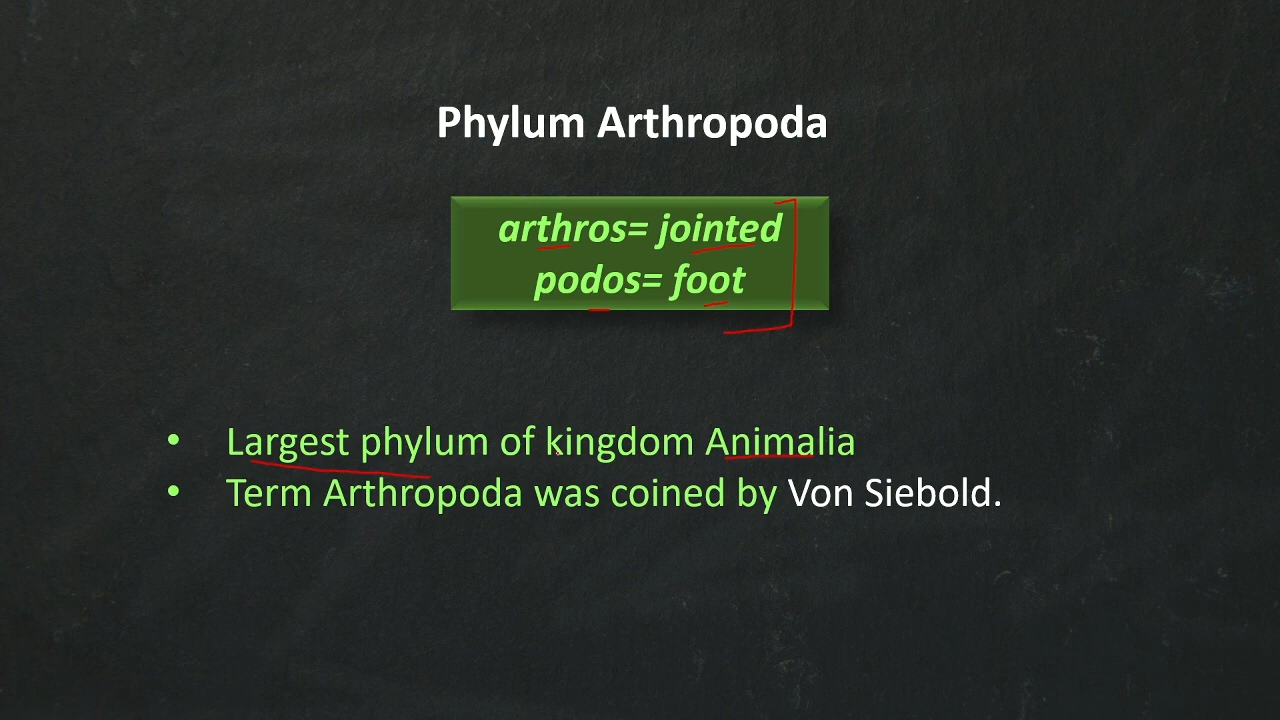 Phylum Arthropoda
arthros= jointed
podos= foot
• Largest phylum of kingdom Animalia
• Term Arthropoda was coined by Von Siebold.